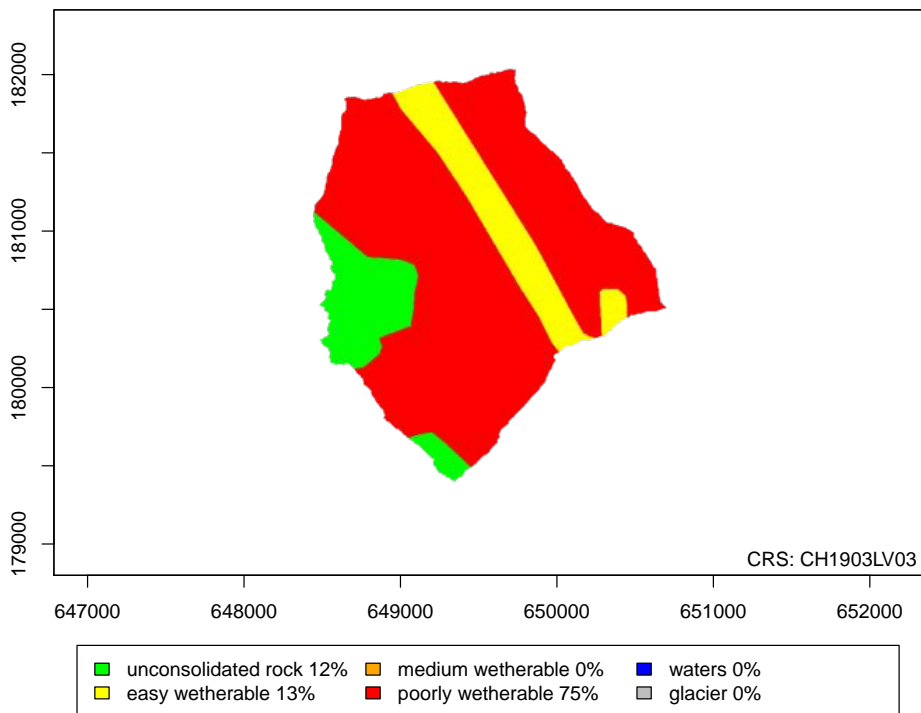 182000
181000
180000
179000
CRS: CH1903LV03
647000 648000 649000 650000 651000 652000
unconsolidated rock 12% medium wetherable 0% waters 0%
easy wetherable 13% poorly wetherable 75% glacier 0%